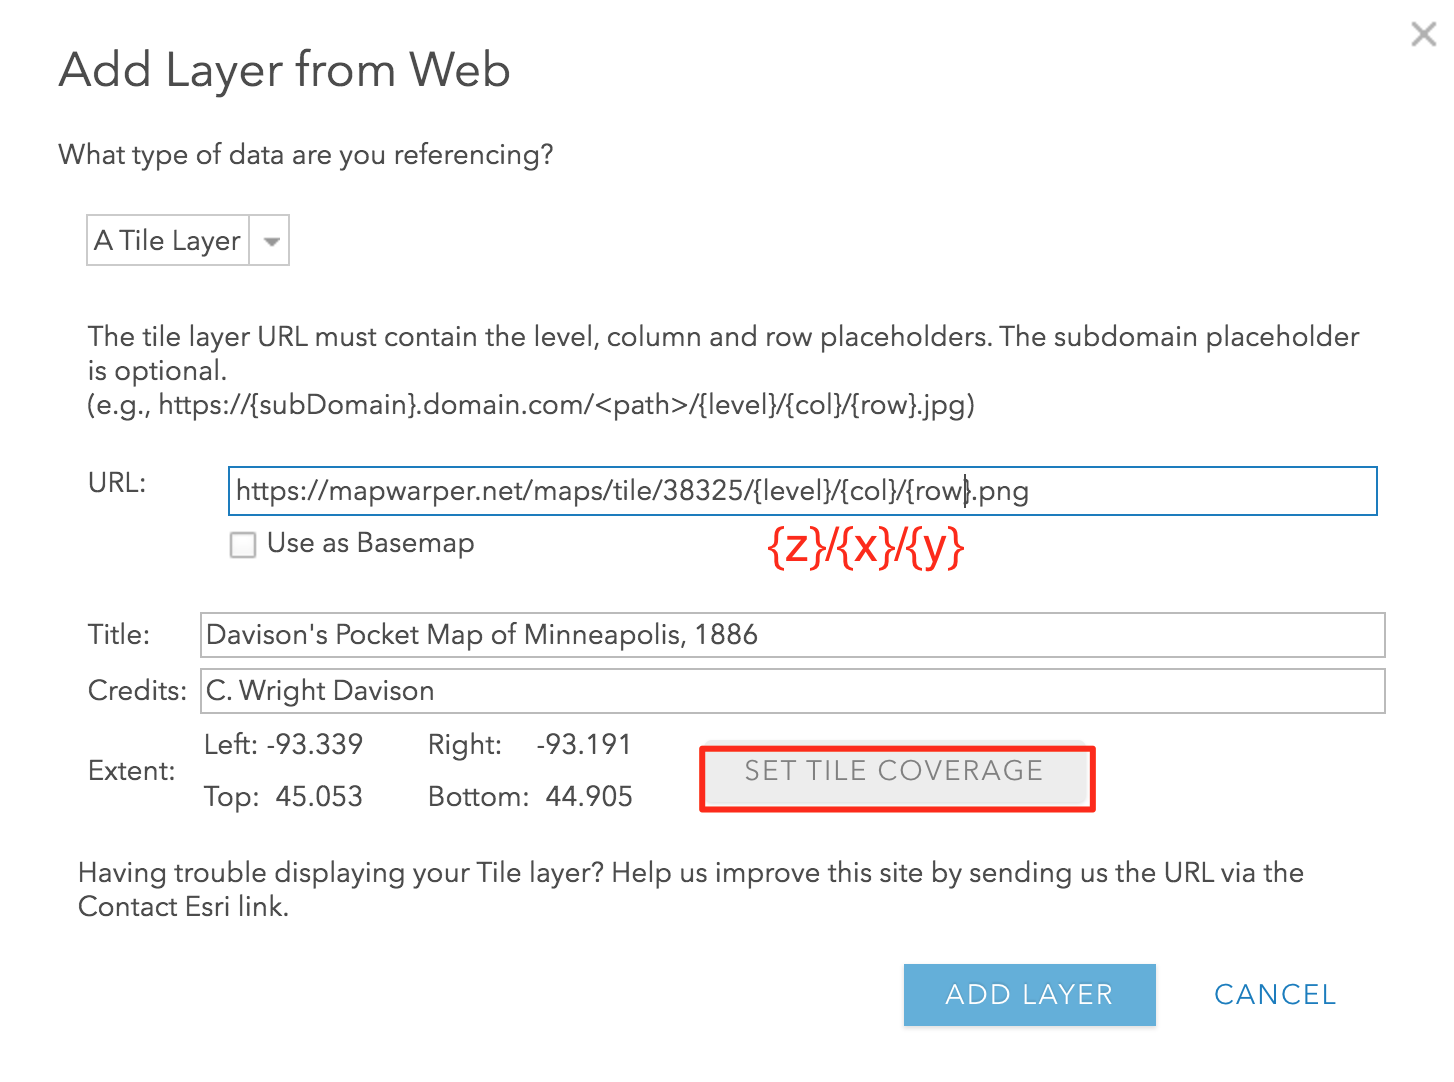 Add Layer from Web
What type of data are you referencing?
A Tile Layer
The tile layer URL must contain the level, column and row placeholders. The subdomain placeholder
is optional.
(e.g., https://{subDomain}.domain.com/<path>/{level}/{col}/{row}.jpg)
URL: https://mapwarper.net/maps/tile/38325/{level}/{col}/{row}.png
Use as Basemap
{z}/{x}/{y}
Title: Davison's Pocket Map of Minneapolis, 1886
Credits: C. Wright Davison
Extent:
Left: -93.339 Right: -93.191
Top: 45.053 Bottom: 44.905
SET TILE COVERAGE
Having trouble displaying your Tile layer? Help us improve this site by sending us the URL via the
Contact Esri link.
ADD LAYER CANCEL